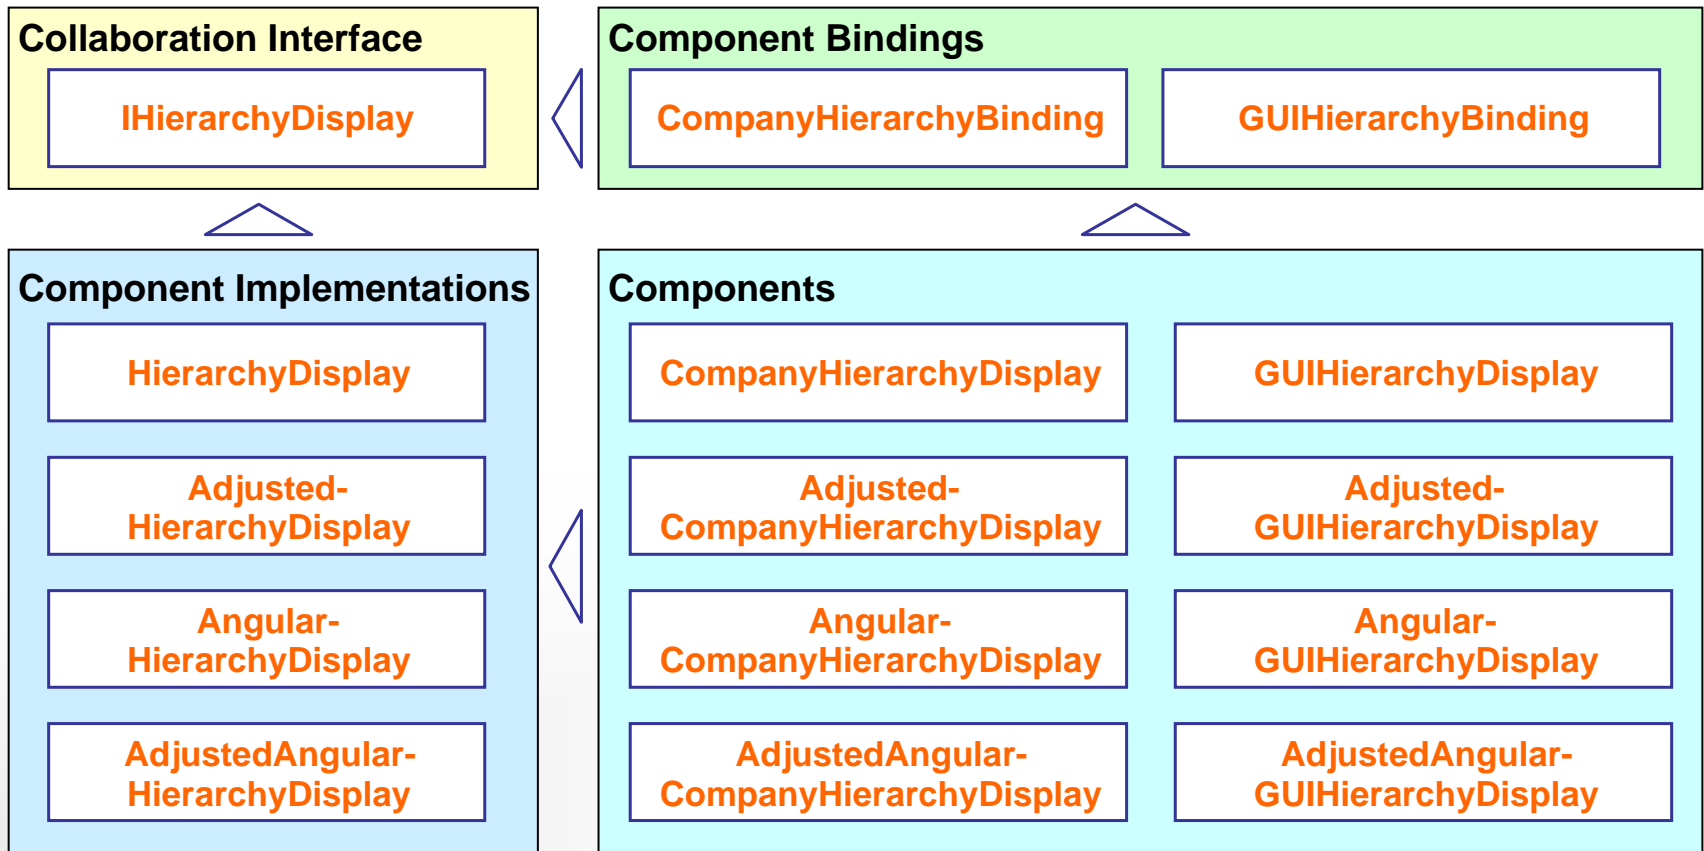 Collaboration Interface
IHierarchyDisplay
Component Bindings
CompanyHierarchyBinding
GUIHierarchyBinding
Component Implementations
HierarchyDisplay
Adjusted-
HierarchyDisplay
Angular-
HierarchyDisplay
AdjustedAngular-
HierarchyDisplay
Components
CompanyHierarchyDisplay
GUIHierarchyDisplay
Adjusted-
CompanyHierarchyDisplay
Adjusted-
GUIHierarchyDisplay
Angular-
CompanyHierarchyDisplay
Angular-
GUIHierarchyDisplay
AdjustedAngular-
CompanyHierarchyDisplay
AdjustedAngular-
GUIHierarchyDisplay